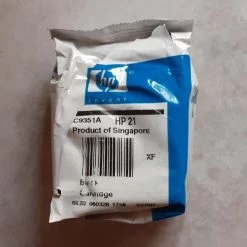 hp
invent
C9351A HP 21
Product of Singapore
XF
Black
Cartridge